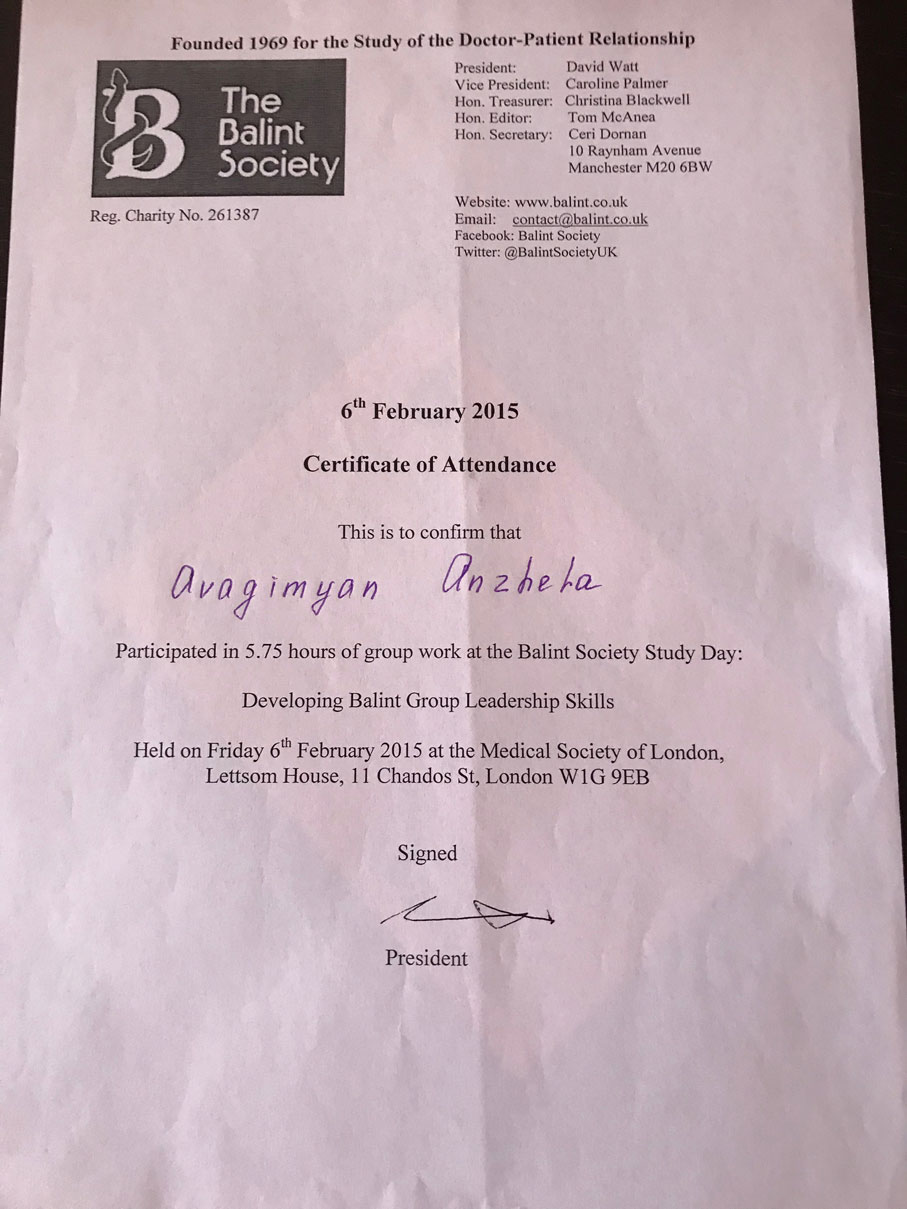 Founded 1969 for the Study of the Doctor-Patient Relationship
The
Balint
Society
Reg. Charity No. 261387
President: David Watt
Vice President: Caroline Palmer
Hon. Treasurer: Christina Blackwell
Hon. Editor: Tom McAnea
Hon. Secretary: Ceri Dornan
10 Raynham Avenue
Manchester M20 6BW
Website: www.balint.co.uk
Email: contact@balint.co.uk
Facebook: Balint Society
Twitter: @BalintSocietyUK
6th February 2015
Certificate of Attendance
This is to confirm that
Avagimyan Anzhela
Participated in 5.75 hours of group work at the Balint Society Study Day:
Developing Balint Group Leadership Skills
Held on Friday 6th February 2015 at the Medical Society of London,
Lettsom House, 11 Chandos St, London W1G 9EB
Signed
President